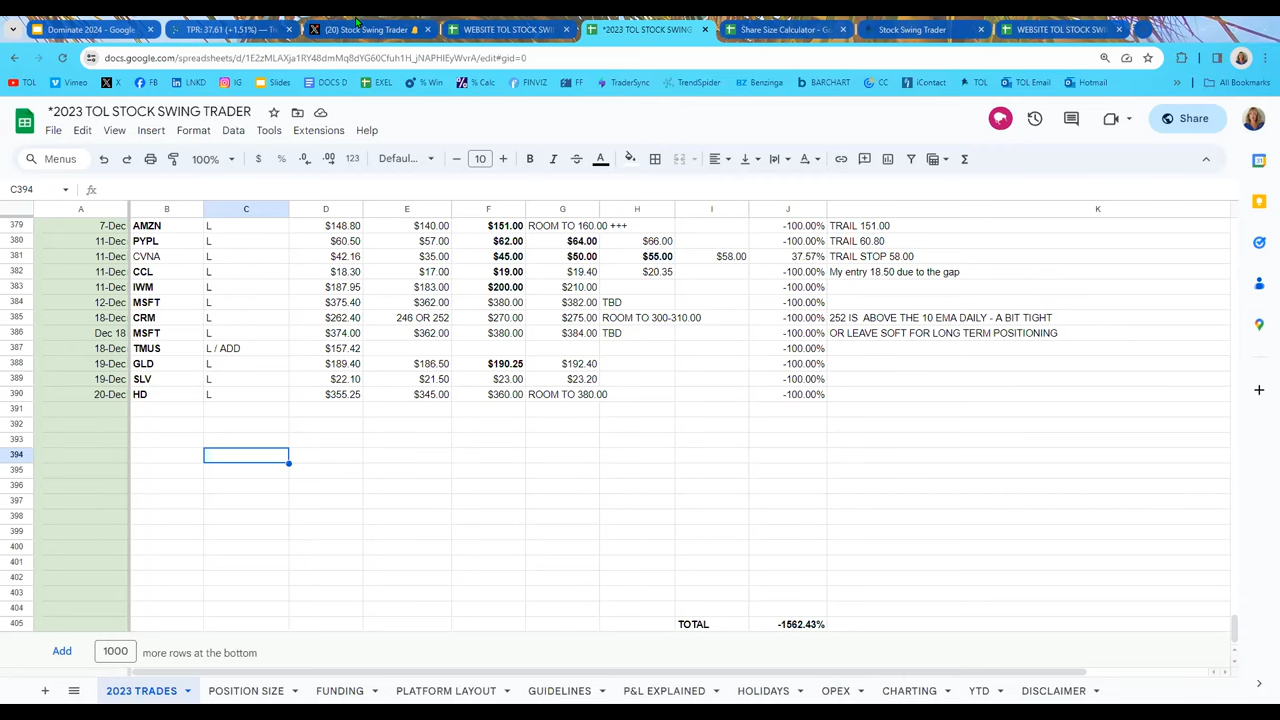 Dominate 2024 - Google
TPR: 37.61 (+1.51%) — Tr
(20) Stock Swing Trader
WEBSITE TOL STOCK SWI
*2023 TOL STOCK SWING
Share Size Calculator - Go
Stock Swing Trader
WEBSITE TOL STOCK SW
docs.google.com/spreadsheets/d/1E2zMLAXja1RY48dmMq8dYG60Cfuh1H_jNAPHIEyWvrA/edit#gid=0
TOL
Vimeo
X
FB
LNKD
IG
Slides
DOCS D
EXEL
% Win
% Calc
FINVIZ
FF
TraderSync
TrendSpider
Benzinga
BARCHART
CC
iContact
TOL
TOL Email
Hotmail
All Bookmarks
*2023 TOL STOCK SWING TRADER
File Edit View Insert Format Data Tools Extensions Help
Share
Menus
100%
$ % .0 .00 123
Defaul...
10
C394
A B C D E F G H I J K
379 7-Dec AMZN L $148.80 $140.00 $151.00 ROOM TO 160.00 +++ -100.00% TRAIL 151.00
380 11-Dec PYPL L $60.50 $57.00 $62.00 $64.00 $66.00 -100.00% TRAIL 60.80
381 11-Dec CVNA L $42.16 $35.00 $45.00 $50.00 $55.00 $58.00 37.57% TRAIL STOP 58.00
382 11-Dec CCL L $18.30 $17.00 $19.00 $19.40 $20.35 -100.00% My entry 18.50 due to the gap
383 11-Dec IWM L $187.95 $183.00 $200.00 $210.00 -100.00%
384 12-Dec MSFT L $375.40 $362.00 $380.00 $382.00 TBD -100.00%
385 18-Dec CRM L $262.40 246 OR 252 $270.00 $275.00 ROOM TO 300-310.00 -100.00% 252 IS ABOVE THE 10 EMA DAILY - A BIT TIGHT
386 Dec 18 MSFT L $374.00 $362.00 $380.00 $384.00 TBD -100.00% OR LEAVE SOFT FOR LONG TERM POSITIONING
387 18-Dec TMUS L / ADD $157.42 -100.00%
388 19-Dec GLD L $189.40 $186.50 $190.25 $192.40 -100.00%
389 19-Dec SLV L $22.10 $21.50 $23.00 $23.20 -100.00%
390 20-Dec HD L $355.25 $345.00 $360.00 ROOM TO 380.00 -100.00%
391
392
393
394
395
396
397
398
399
400
401
402
403
404
405 TOTAL -1562.43%
Add 1000 more rows at the bottom
2023 TRADES POSITION SIZE FUNDING PLATFORM LAYOUT GUIDELINES P&L EXPLAINED HOLIDAYS OPEX CHARTING YTD DISCLAIMER